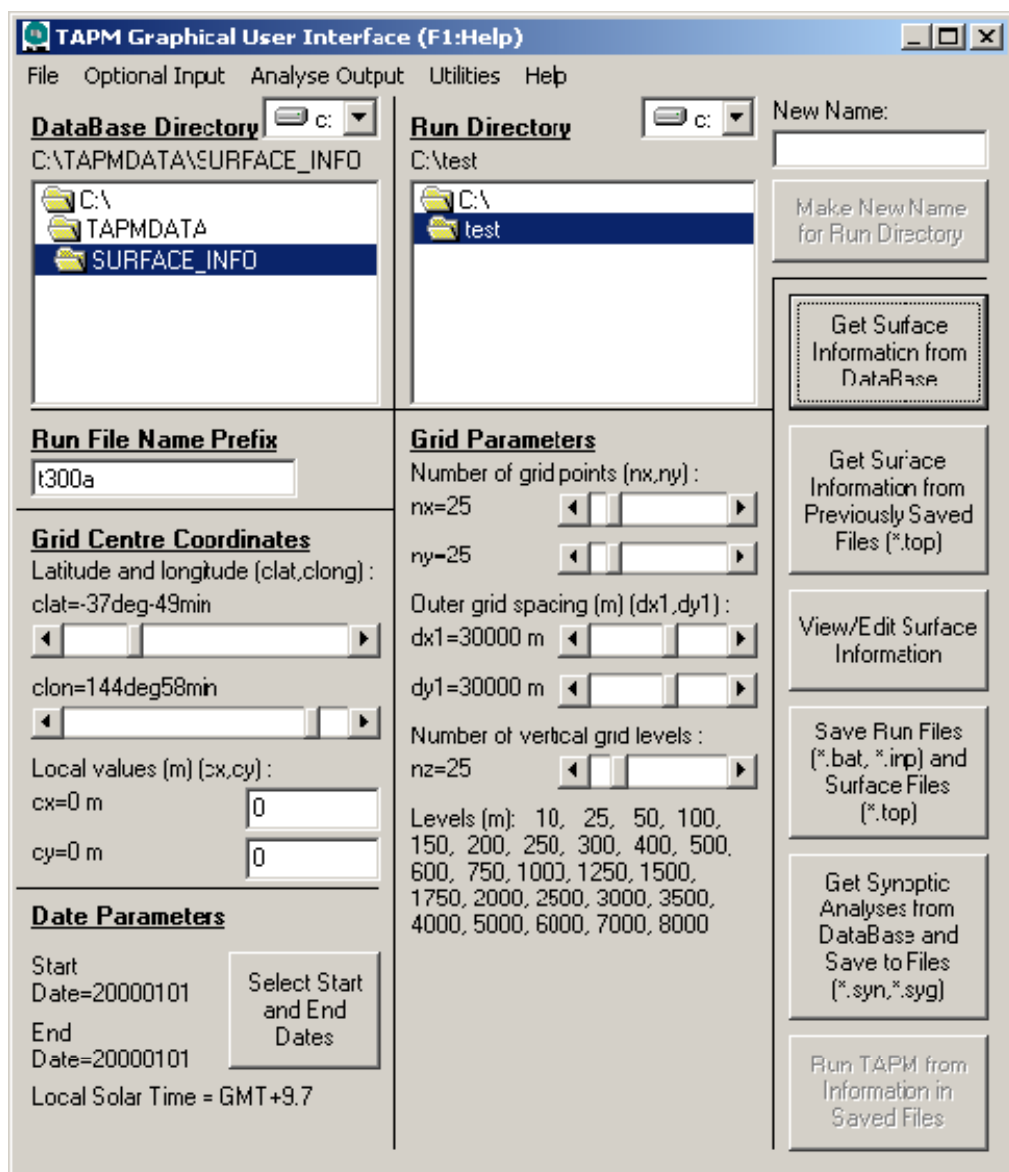 TAPM Graphical User Interface (F1:Help)
File Optional Input Analyse Output Utilities Help
DataBase Directory
c:
C:\TAPMDATA\SURFACE_INFO
C:\
TAPMDATA
SURFACE_INFO
Run Directory
c:
C:\test
C:\
test
New Name:
Make New Name
for Run Directory
Run File Name Prefix
t300a
Grid Centre Coordinates
Latitude and longitude (clat,clong) :
clat=-37deg-49min
clon=144deg58min
Local values (m) (cx,cy) :
cx=0 m
0
cy=0 m
0
Date Parameters
Start
Date=20000101
End
Date=20000101
Select Start
and End
Dates
Local Solar Time = GMT+9.7
Grid Parameters
Number of grid points (nx,ny) :
nx=25
ny=25
Outer grid spacing (m) (dx1,dy1) :
dx1=30000 m
dy1=30000 m
Number of vertical grid levels :
nz=25
Levels (m): 10, 25, 50, 100,
150, 200, 250, 300, 400, 500,
600, 750, 1000, 1250, 1500,
1750, 2000, 2500, 3000, 3500,
4000, 5000, 6000, 7000, 8000
Get Surface
Information from
DataBase
Get Surface
Information from
Previously Saved
Files (*.top)
View/Edit Surface
Information
Save Run Files
(*.bat, *.inp) and
Surface Files
(*.top)
Get Synoptic
Analyses from
DataBase and
Save to Files
(*.syn,*.syg)
Run TAPM from
Information in
Saved Files